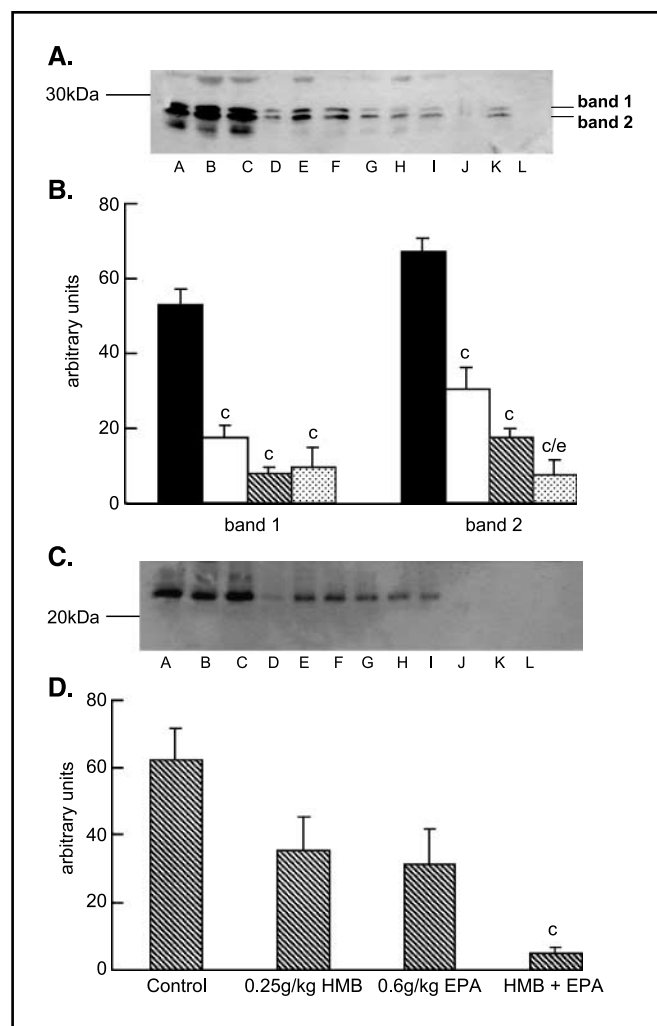 A.
30kDa
band 1
band 2
A B C D E F G H I J K L
B.
80
60
40
20
0
arbitrary units
c
c
c
c
c
c/e
band 1 band 2
C.
20kDa
A B C D E F G H I J K L
D.
80
60
40
20
0
arbitrary units
c
Control 0.25g/kg HMB 0.6g/kg EPA HMB + EPA